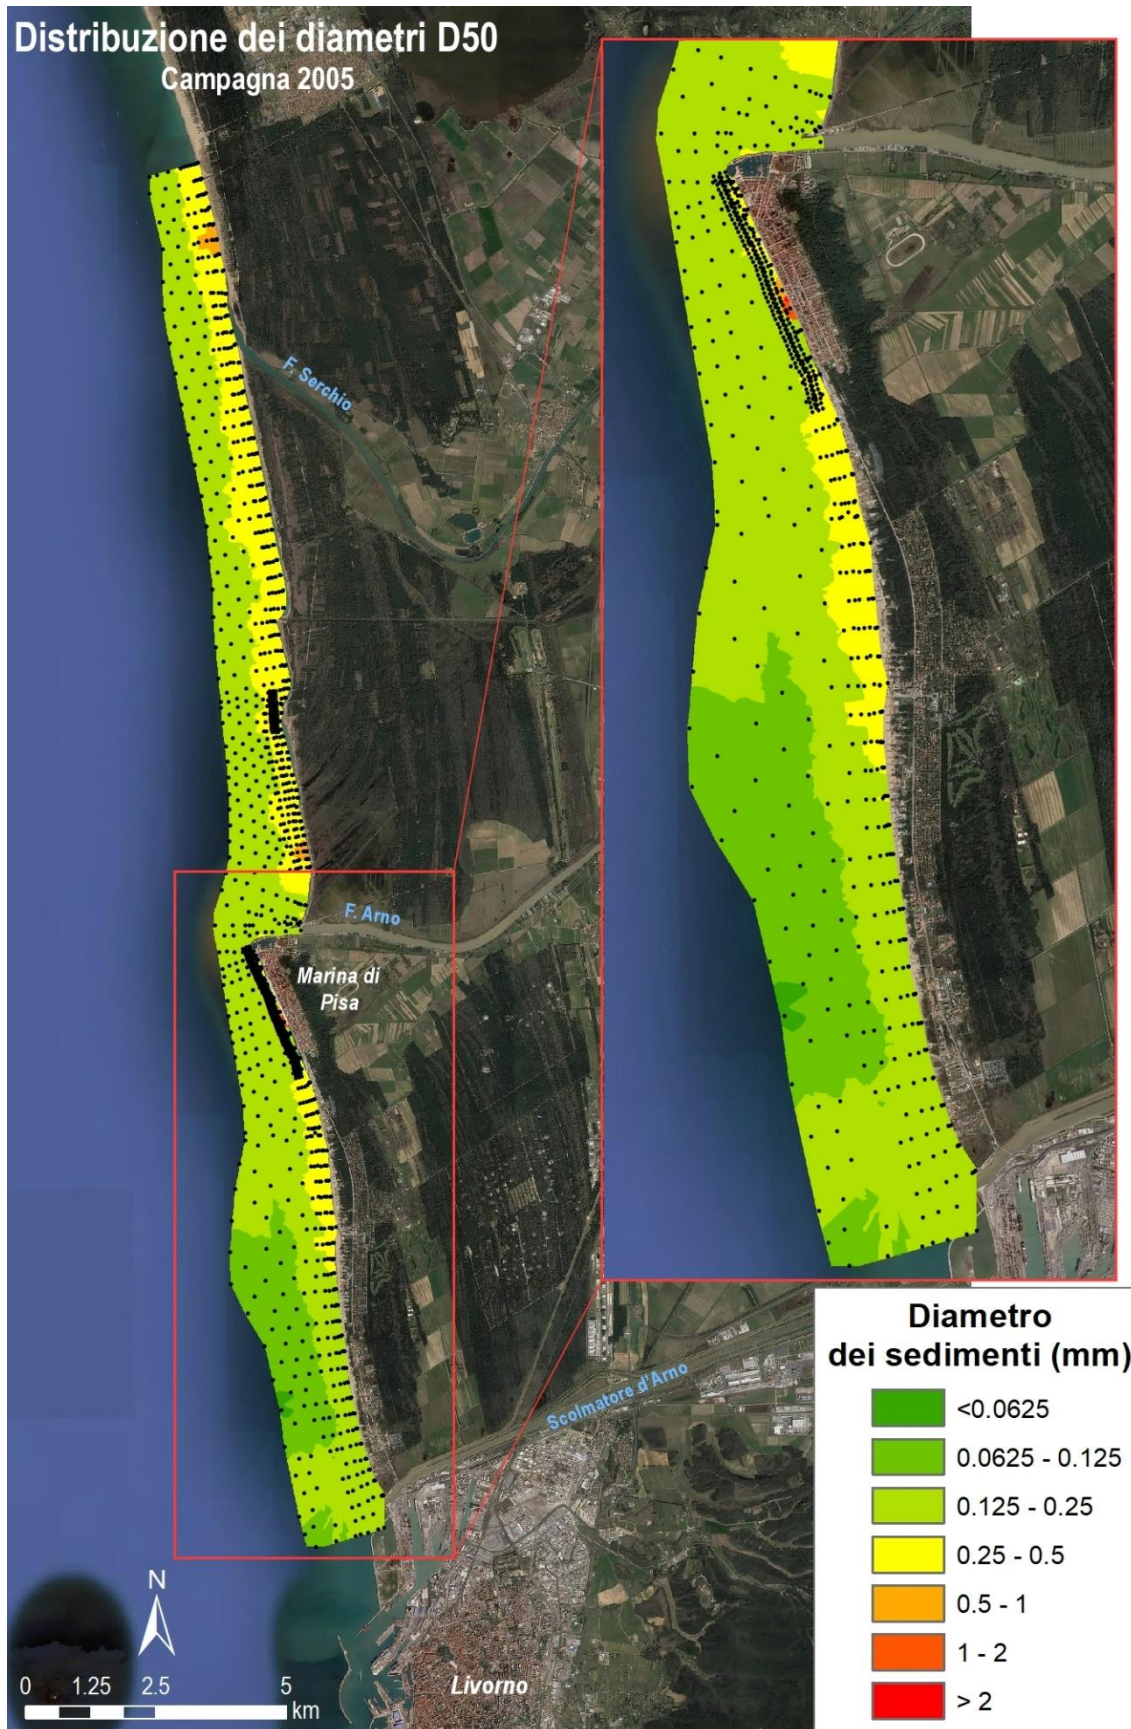 Distribuzione dei diametri D50
Campagna 2005
F. Serchio
F. Arno
Marina di
Pisa
Scolmatore d'Arno
Livorno
N
0 1.25 2.5 5
km
Diametro
dei sedimenti (mm)
<0.0625
0.0625 - 0.125
0.125 - 0.25
0.25 - 0.5
0.5 - 1
1 - 2
> 2